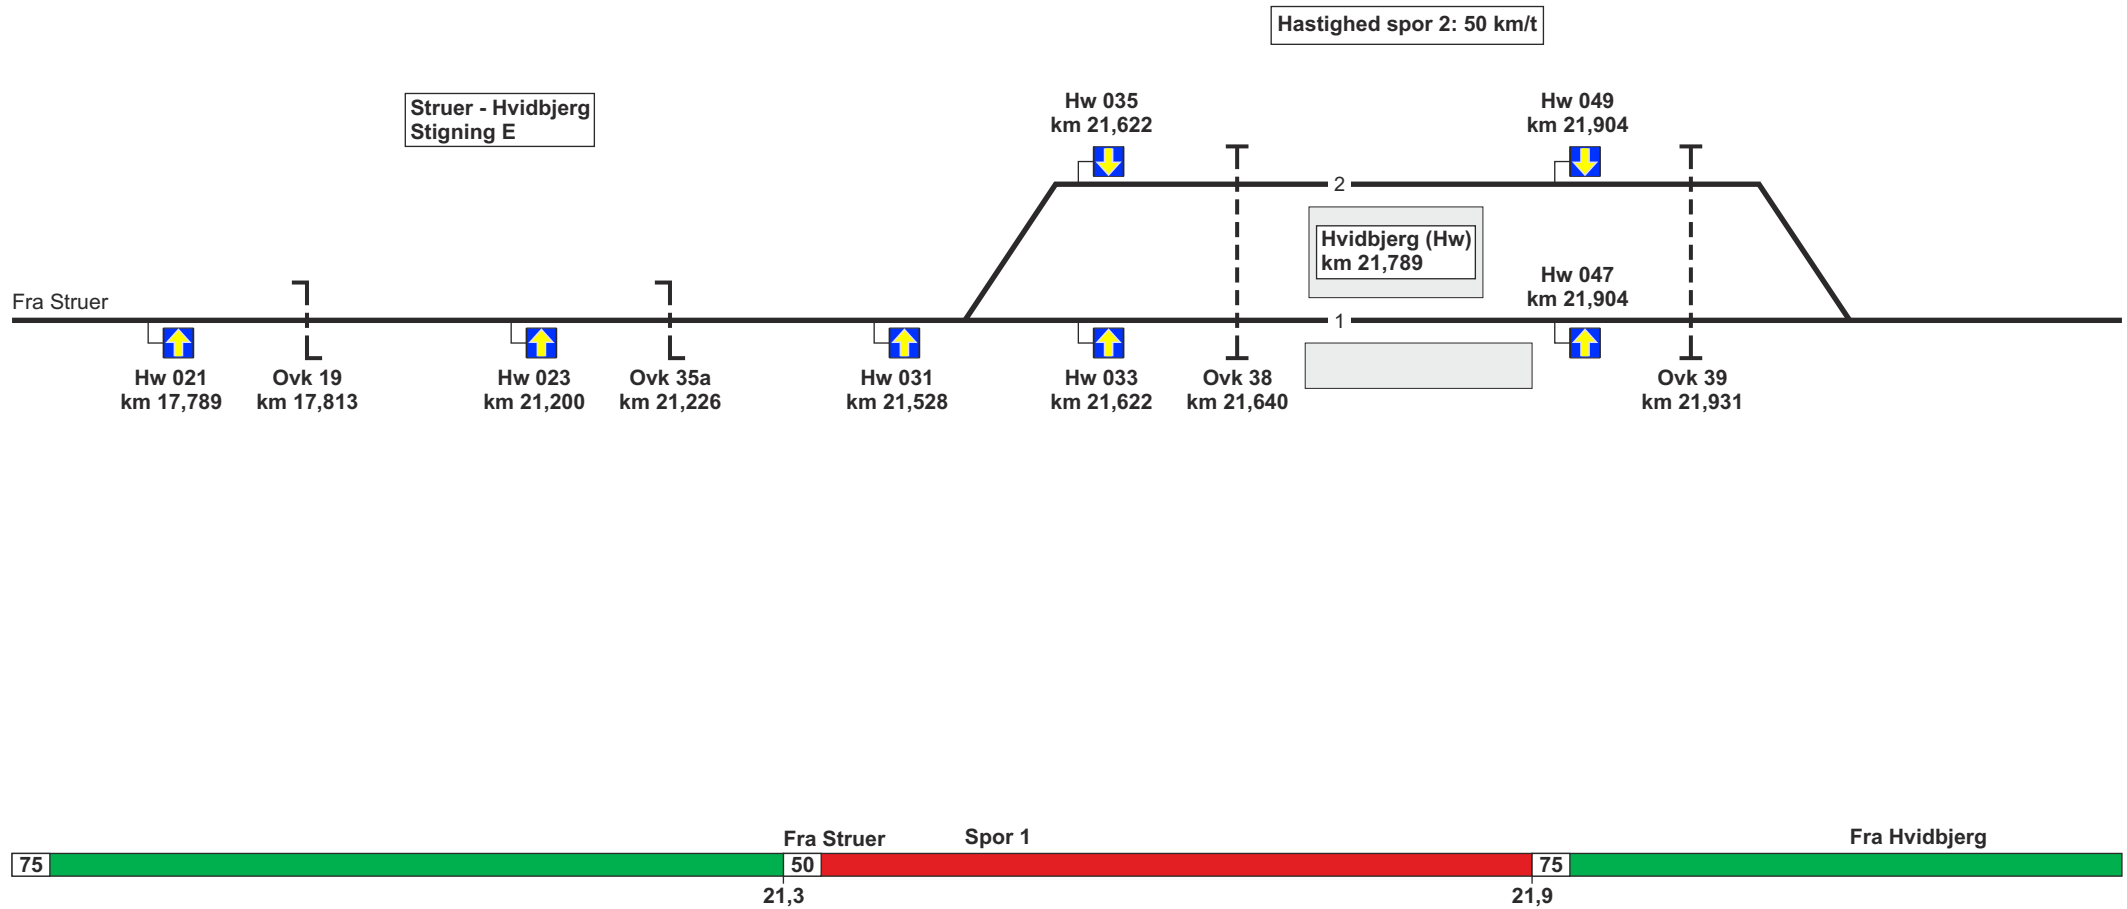 Hastighed spor 2: 50 km/t
Struer - Hvidbjerg
Stigning E
Hw 035
km 21,622
Hw 049
km 21,904
2
Hvidbjerg (Hw)
km 21,789
Hw 047
km 21,904
Fra Struer
1
Hw 021
km 17,789
Ovk 19
km 17,813
Hw 023
km 21,200
Ovk 35a
km 21,226
Hw 031
km 21,528
Hw 033
km 21,622
Ovk 38
km 21,640
Ovk 39
km 21,931
Fra Struer
Spor 1
Fra Hvidbjerg
75
50
75
21,3
21,9